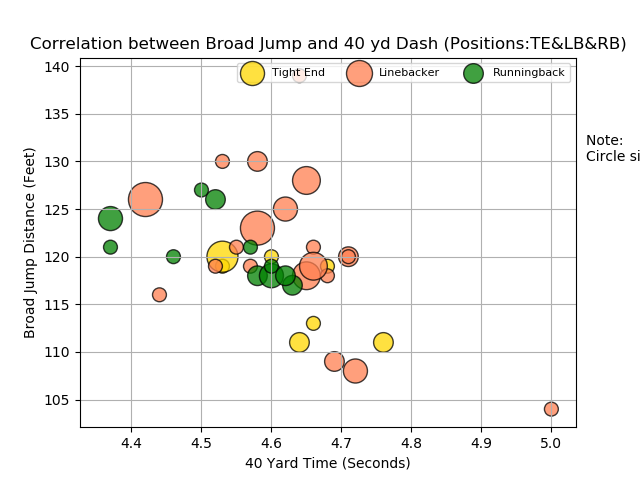 Correlation between Broad Jump and 40 yd Dash (Positions:TE&LB&RB)
140
135
130
125
120
115
110
105
Broad Jump Distance (Feet)
Tight End
Linebacker
Runningback
Note:
Circle si
4.4
4.5
4.6
4.7
4.8
4.9
5.0
40 Yard Time (Seconds)